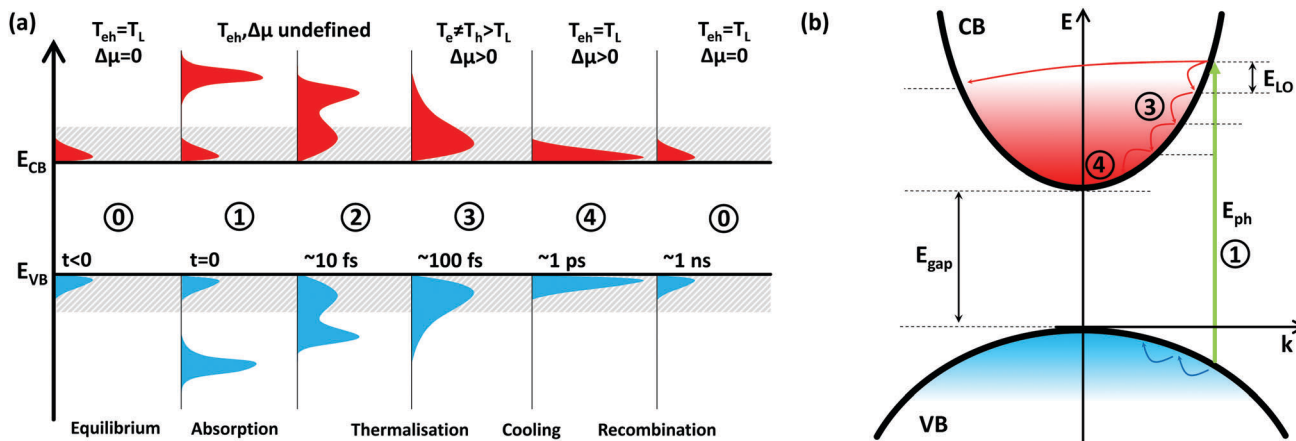 (a)
T_eh=T_L
Δμ=0
T_eh,Δμ undefined
T_e≠T_h>T_L
Δμ>0
T_eh=T_L
Δμ>0
T_eh=T_L
Δμ=0
E_CB
⓪ ① ② ③ ④ ⓪
t<0 t=0 ~10 fs ~100 fs ~1 ps ~1 ns
E_VB
Equilibrium Absorption Thermalisation Cooling Recombination
(b)
CB E
E_LO
③
④
E_ph
①
E_gap
k
VB